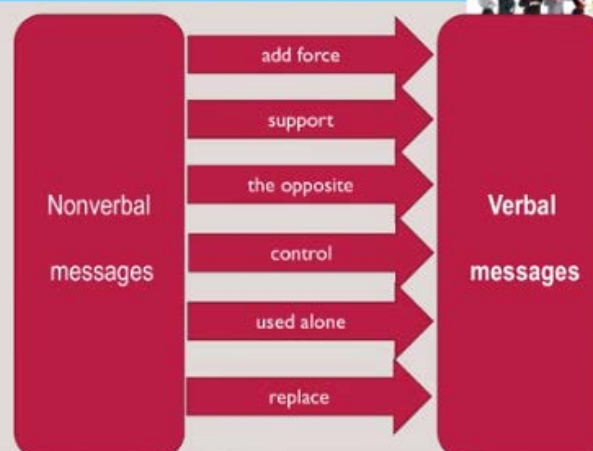 Nonverbal
messages
add force
support
the opposite
control
used alone
replace
Verbal
messages